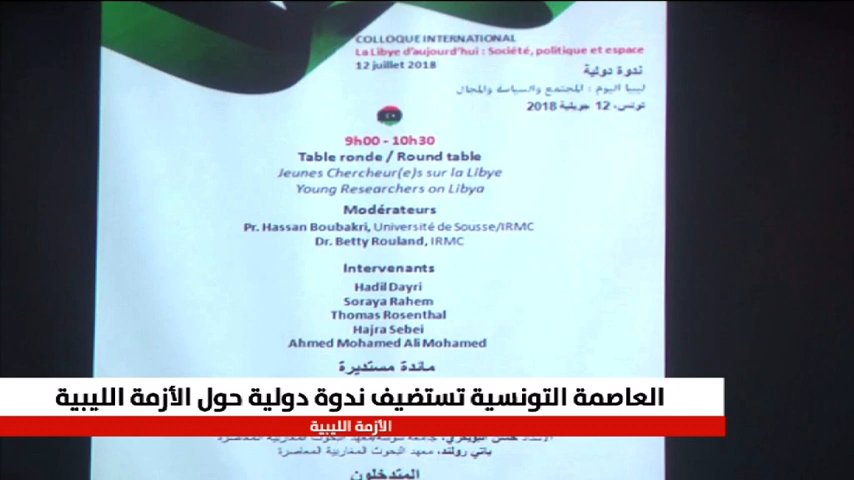 COLLOQUE INTERNATIONAL
La Libye d'aujourd'hui : Société, politique et espace
12 juillet 2018
ندوة دولية
ليبيا اليوم : المجتمع والسياسة والمجال
تونس، 12 جويلية 2018
9h00 - 10h30
Table ronde / Round table
Jeunes Chercheur(e)s sur la Libye
Young Researchers on Libya
Modérateurs
Pr. Hassan Boubakri, Université de Sousse/IRMC
Dr. Betty Rouland, IRMC
Intervenants
Hadil Dayri
Soraya Rahem
Thomas Rosenthal
Hajra Sebei
Ahmed Mohamed Ali Mohamed
مائدة مستديرة
العاصمة التونسية تستضيف ندوة دولية حول الأزمة الليبية
الأزمة الليبية
باتي رولند، معهد البحوث المغاربية المعاصرة
المتدخلون